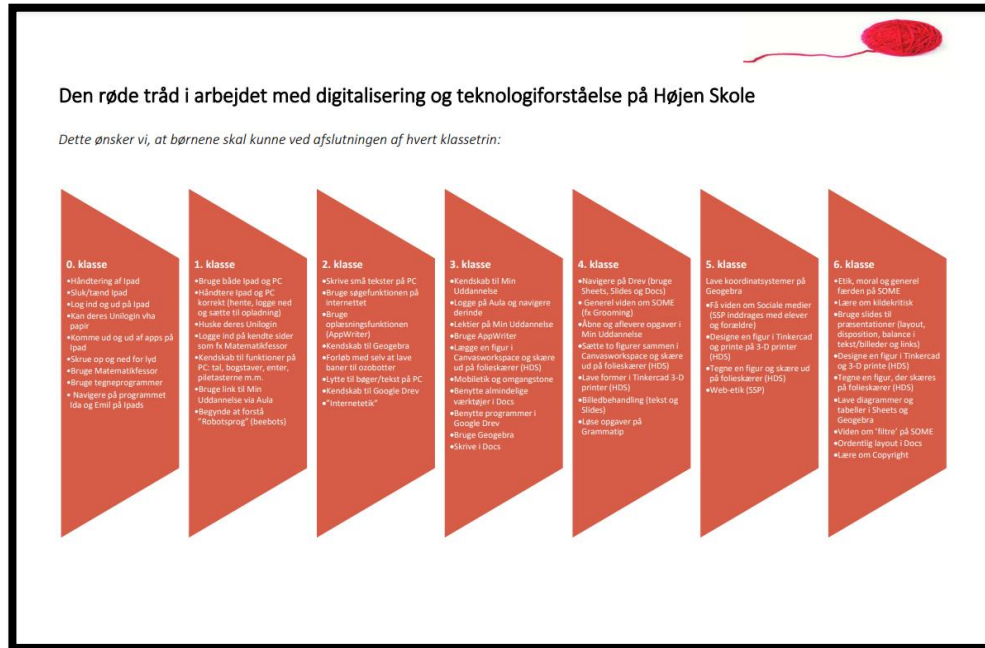 Den røde tråd i arbejdet med digitalisering og teknologiforståelse på Højen Skole
Dette ønsker vi, at børnene skal kunne ved afslutningen af hvert klassetrin:
0. klasse
•Håndtering af Ipad
•Sluk/tænd Ipad
•Log ind og ud på Ipad
•Kan deres Unilogin vha
papir
•Komme ud og ud af apps på
Ipad
•Skrue op og ned for lyd
•Bruge Matematikfessor
•Bruge tegneprogrammer
• Navigere på programmet
Ida og Emil på Ipads
1. klasse
•Bruge både Ipad og PC
•Håndtere Ipad og PC
korrekt (hente, logge ned
og sætte til opladning)
•Huske deres Unilogin
•Logge ind på kendte sider
som fx Matematikfessor
•Kendskab til funktioner på
PC: tal, bogstaver, enter,
piletasterne m.m.
•Bruge link til Min
Uddannelse via Aula
•Begynde at forstå
"Robotsprog" (beebots)
2. klasse
•Skrive små tekster på PC
•Bruge søgefunktionen på
internettet
•Bruge
oplæsningsfunktionen
(AppWriter)
•Kendskab til Geogebra
•Forløb med selv at lave
baner til ozobotter
•Lytte til bøger/tekst på PC
•Kendskab til Google Drev
•"Internetetik"
3. klasse
•Kendskab til Min
Uddannelse
•Logge på Aula og navigere
derinde
•Lektier på Min Uddannelse
•Bruge AppWriter
•Lægge en figur i
Canvasworkspace og skære
ud på folieskærer (HDS)
•Mobiletik og omgangstone
•Benytte almindelige
værktøjer i Docs
•Benytte programmer i
Google Drev
•Bruge Geogebra
•Skrive i Docs
4. klasse
•Navigere på Drev (bruge
Sheets, Slides og Docs)
• Generel viden om SOME
(fx Grooming)
•Åbne og aflevere opgaver i
Min Uddannelse
•Sætte to figurer sammen i
Canvasworkspace og skære
ud på folieskærer (HDS)
•Lave former i Tinkercad 3-D
printer (HDS)
•Billedbehandling (tekst og
Slides)
•Løse opgaver på
Grammatip
5. klasse
Lave koordinatsystemer på
Geogebra
•Få viden om Sociale medier
(SSP inddrages med elever
og forældre)
•Designe en figur i Tinkercad
og printe på 3-D printer
(HDS)
•Tegne en figur og skære ud
på folieskærer (HDS)
•Web-etik (SSP)
6. klasse
•Etik, moral og generel
færden på SOME
•Lære om kildekritisk
•Bruge slides til
præsentationer (layout,
disposition, balance i
tekst/billeder og links)
•Designe en figur i Tinkercad
og 3-D printe (HDS)
•Tegne en figur, der skæres
på folieskærer (HDS)
•Lave diagrammer og
tabeller i Sheets og
Geogebra
•Viden om 'filtre' på SOME
•Ordentlig layout i Docs
•Lære om Copyright